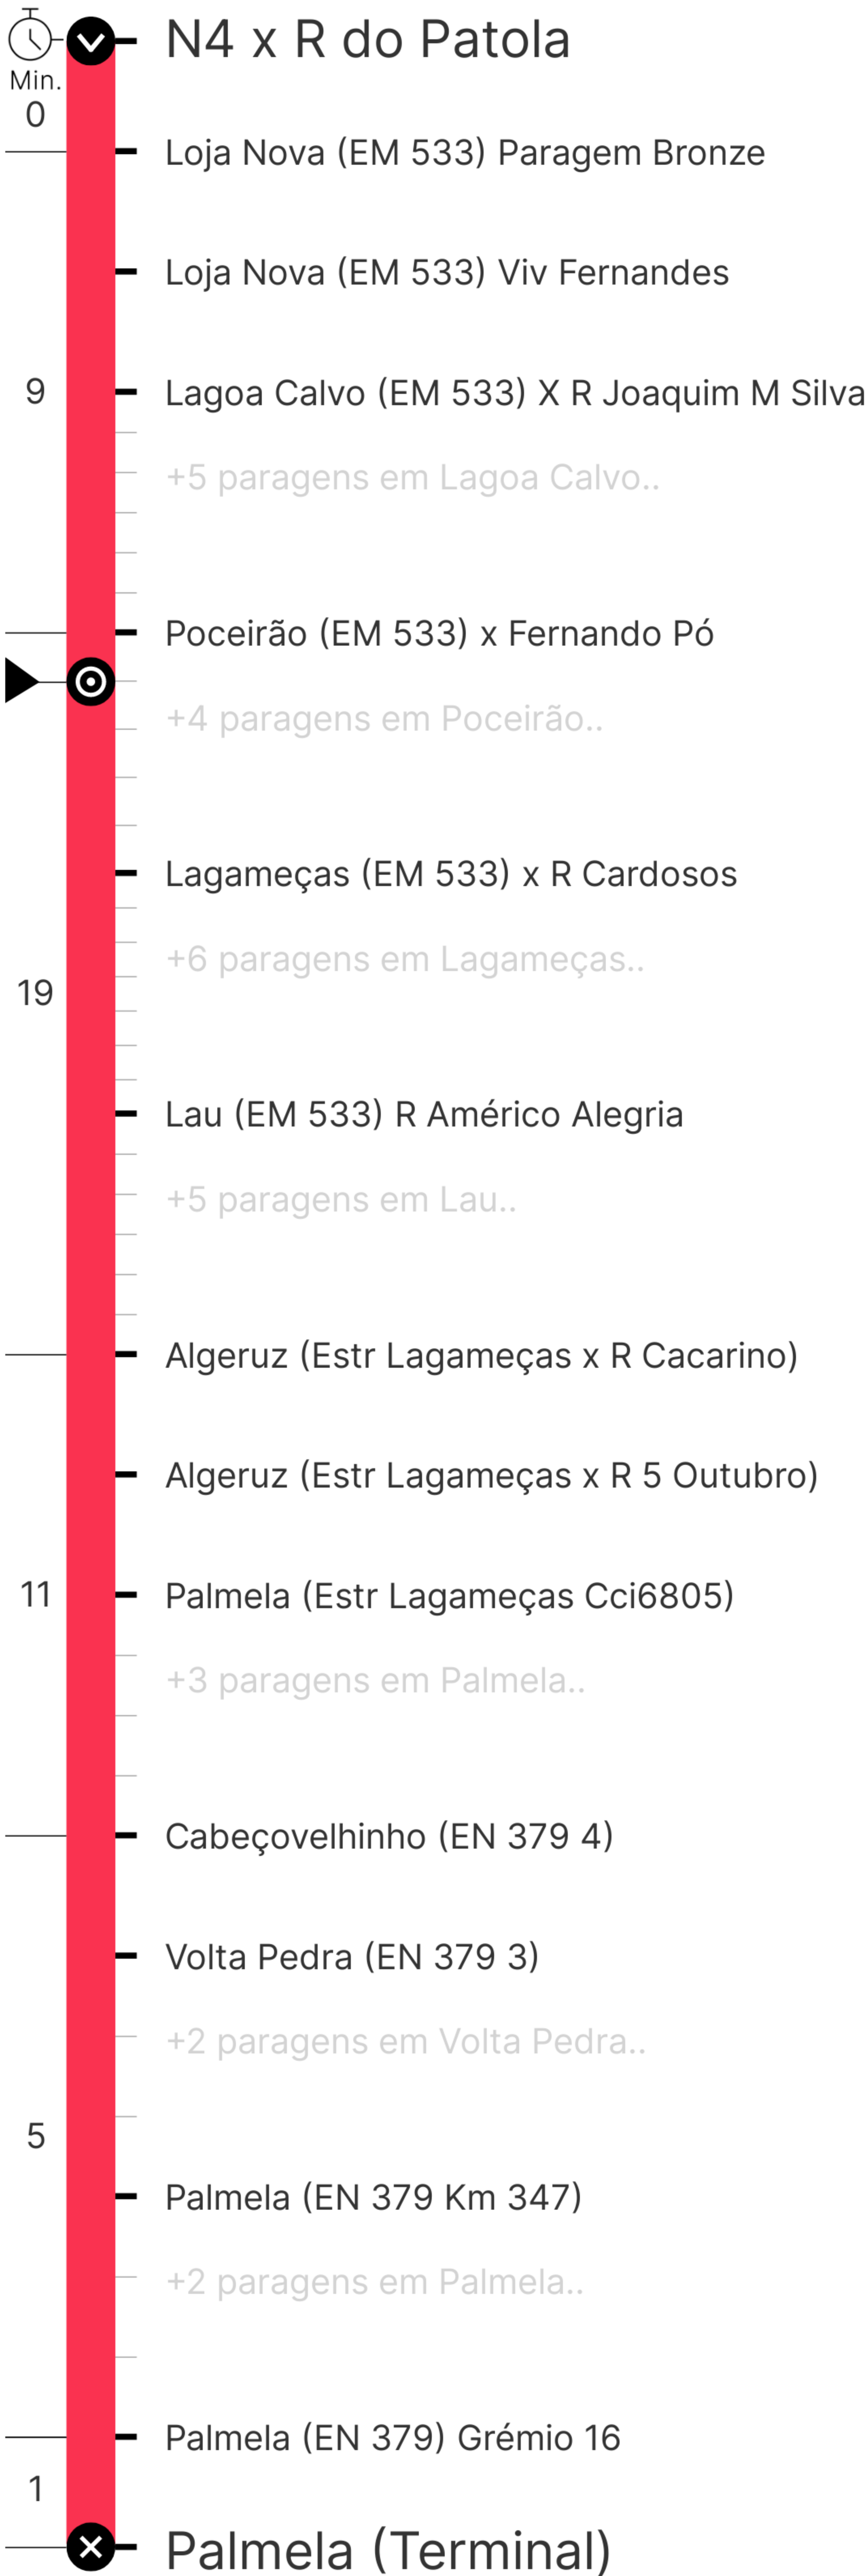 N4 x R do Patola
Min.
0
Loja Nova (EM 533) Paragem Bronze
Loja Nova (EM 533) Viv Fernandes
9
Lagoa Calvo (EM 533) X R Joaquim M Silva
+5 paragens em Lagoa Calvo..
Poceirão (EM 533) x Fernando Pó
+4 paragens em Poceirão..
Lagameças (EM 533) x R Cardosos
+6 paragens em Lagameças..
19
Lau (EM 533) R Américo Alegria
+5 paragens em Lau..
Algeruz (Estr Lagameças x R Cacarino)
Algeruz (Estr Lagameças x R 5 Outubro)
11
Palmela (Estr Lagameças Cci6805)
+3 paragens em Palmela..
Cabeçovelhinho (EN 379 4)
Volta Pedra (EN 379 3)
+2 paragens em Volta Pedra..
5
Palmela (EN 379 Km 347)
+2 paragens em Palmela..
Palmela (EN 379) Grémio 16
1
Palmela (Terminal)